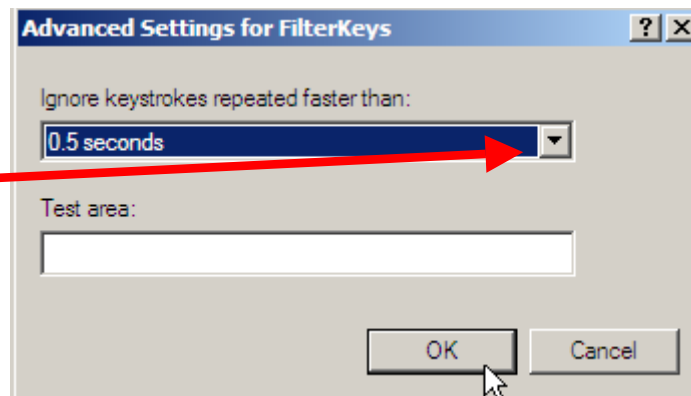 Advanced Settings for FilterKeys
Ignore keystrokes repeated faster than:
0.5 seconds
Test area:
OK Cancel